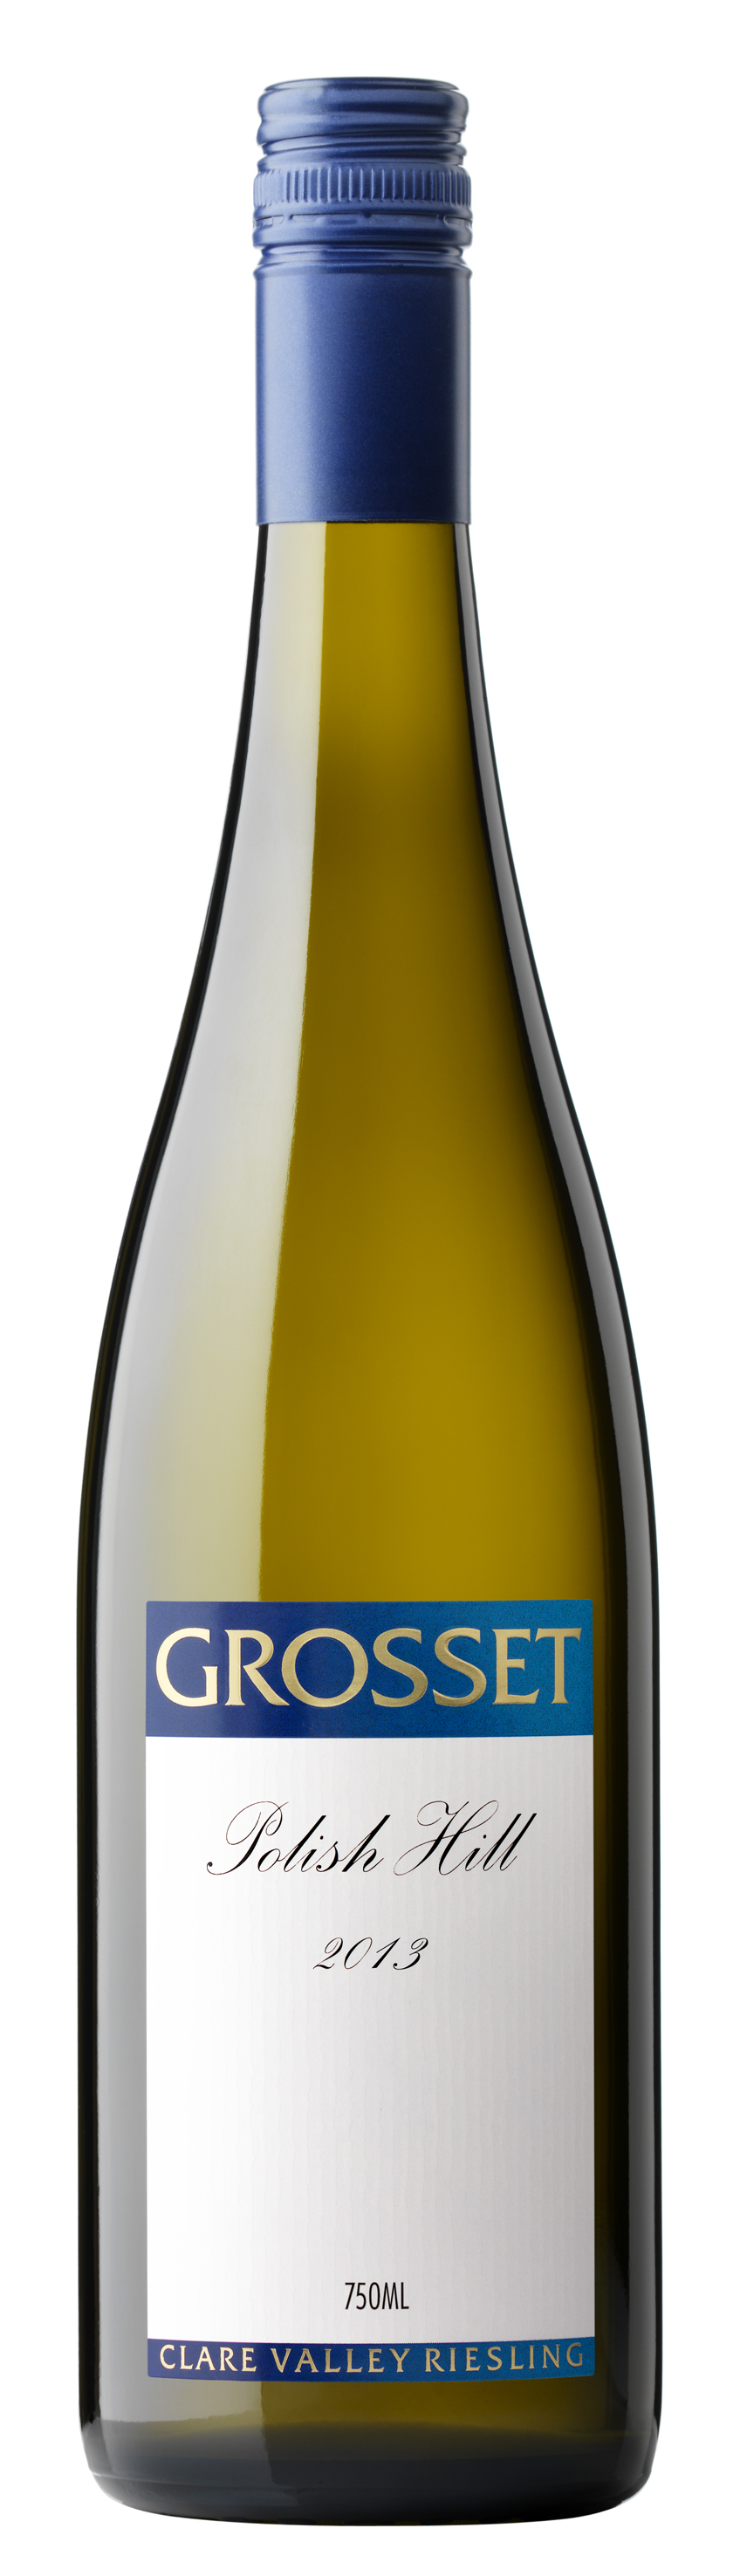 GROSSET
Polish Hill
2013
750ML
CLARE VALLEY RIESLING